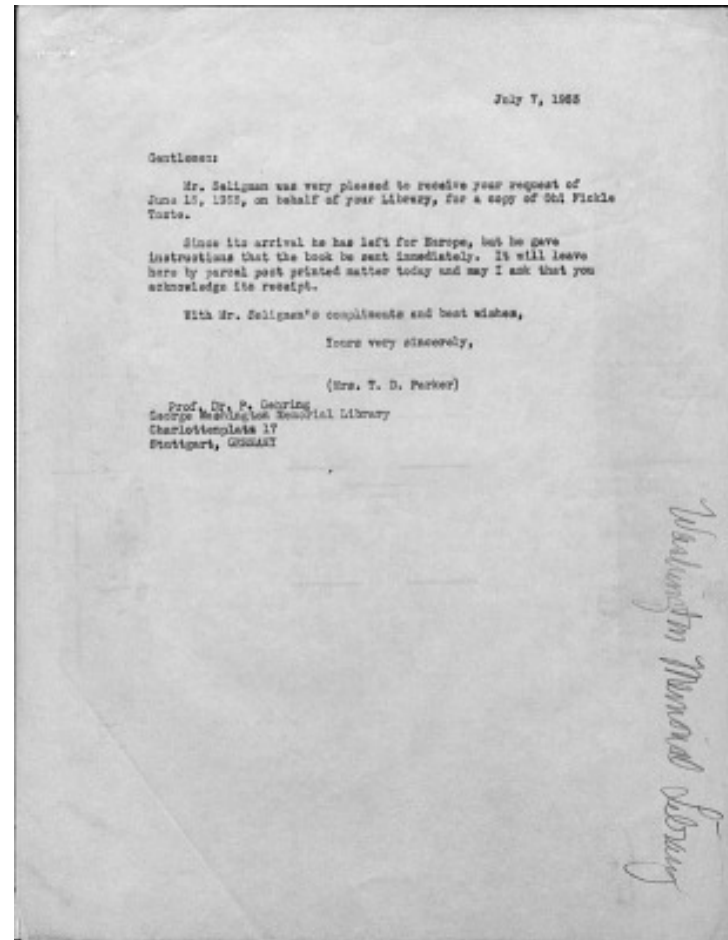 July 7, 1953
Gentlemen:
Mr. Seligman was very pleased to receive your request of
June 15, 1953, on behalf of your Library, for a copy of Oh! Fickle
Taste.
Since its arrival he has left for Europe, but he gave
instructions that the book be sent immediately. It will leave
here by parcel post printed matter today and may I ask that you
acknowledge its receipt.
With Mr. Seligman's compliments and best wishes,
Yours very sincerely,
(Mrs. T. D. Parker)
Prof. Dr. P. Gehring
George Washington Memorial Library
Charlottenplatz 17
Stuttgart, GERMANY
Washington Memorial Library